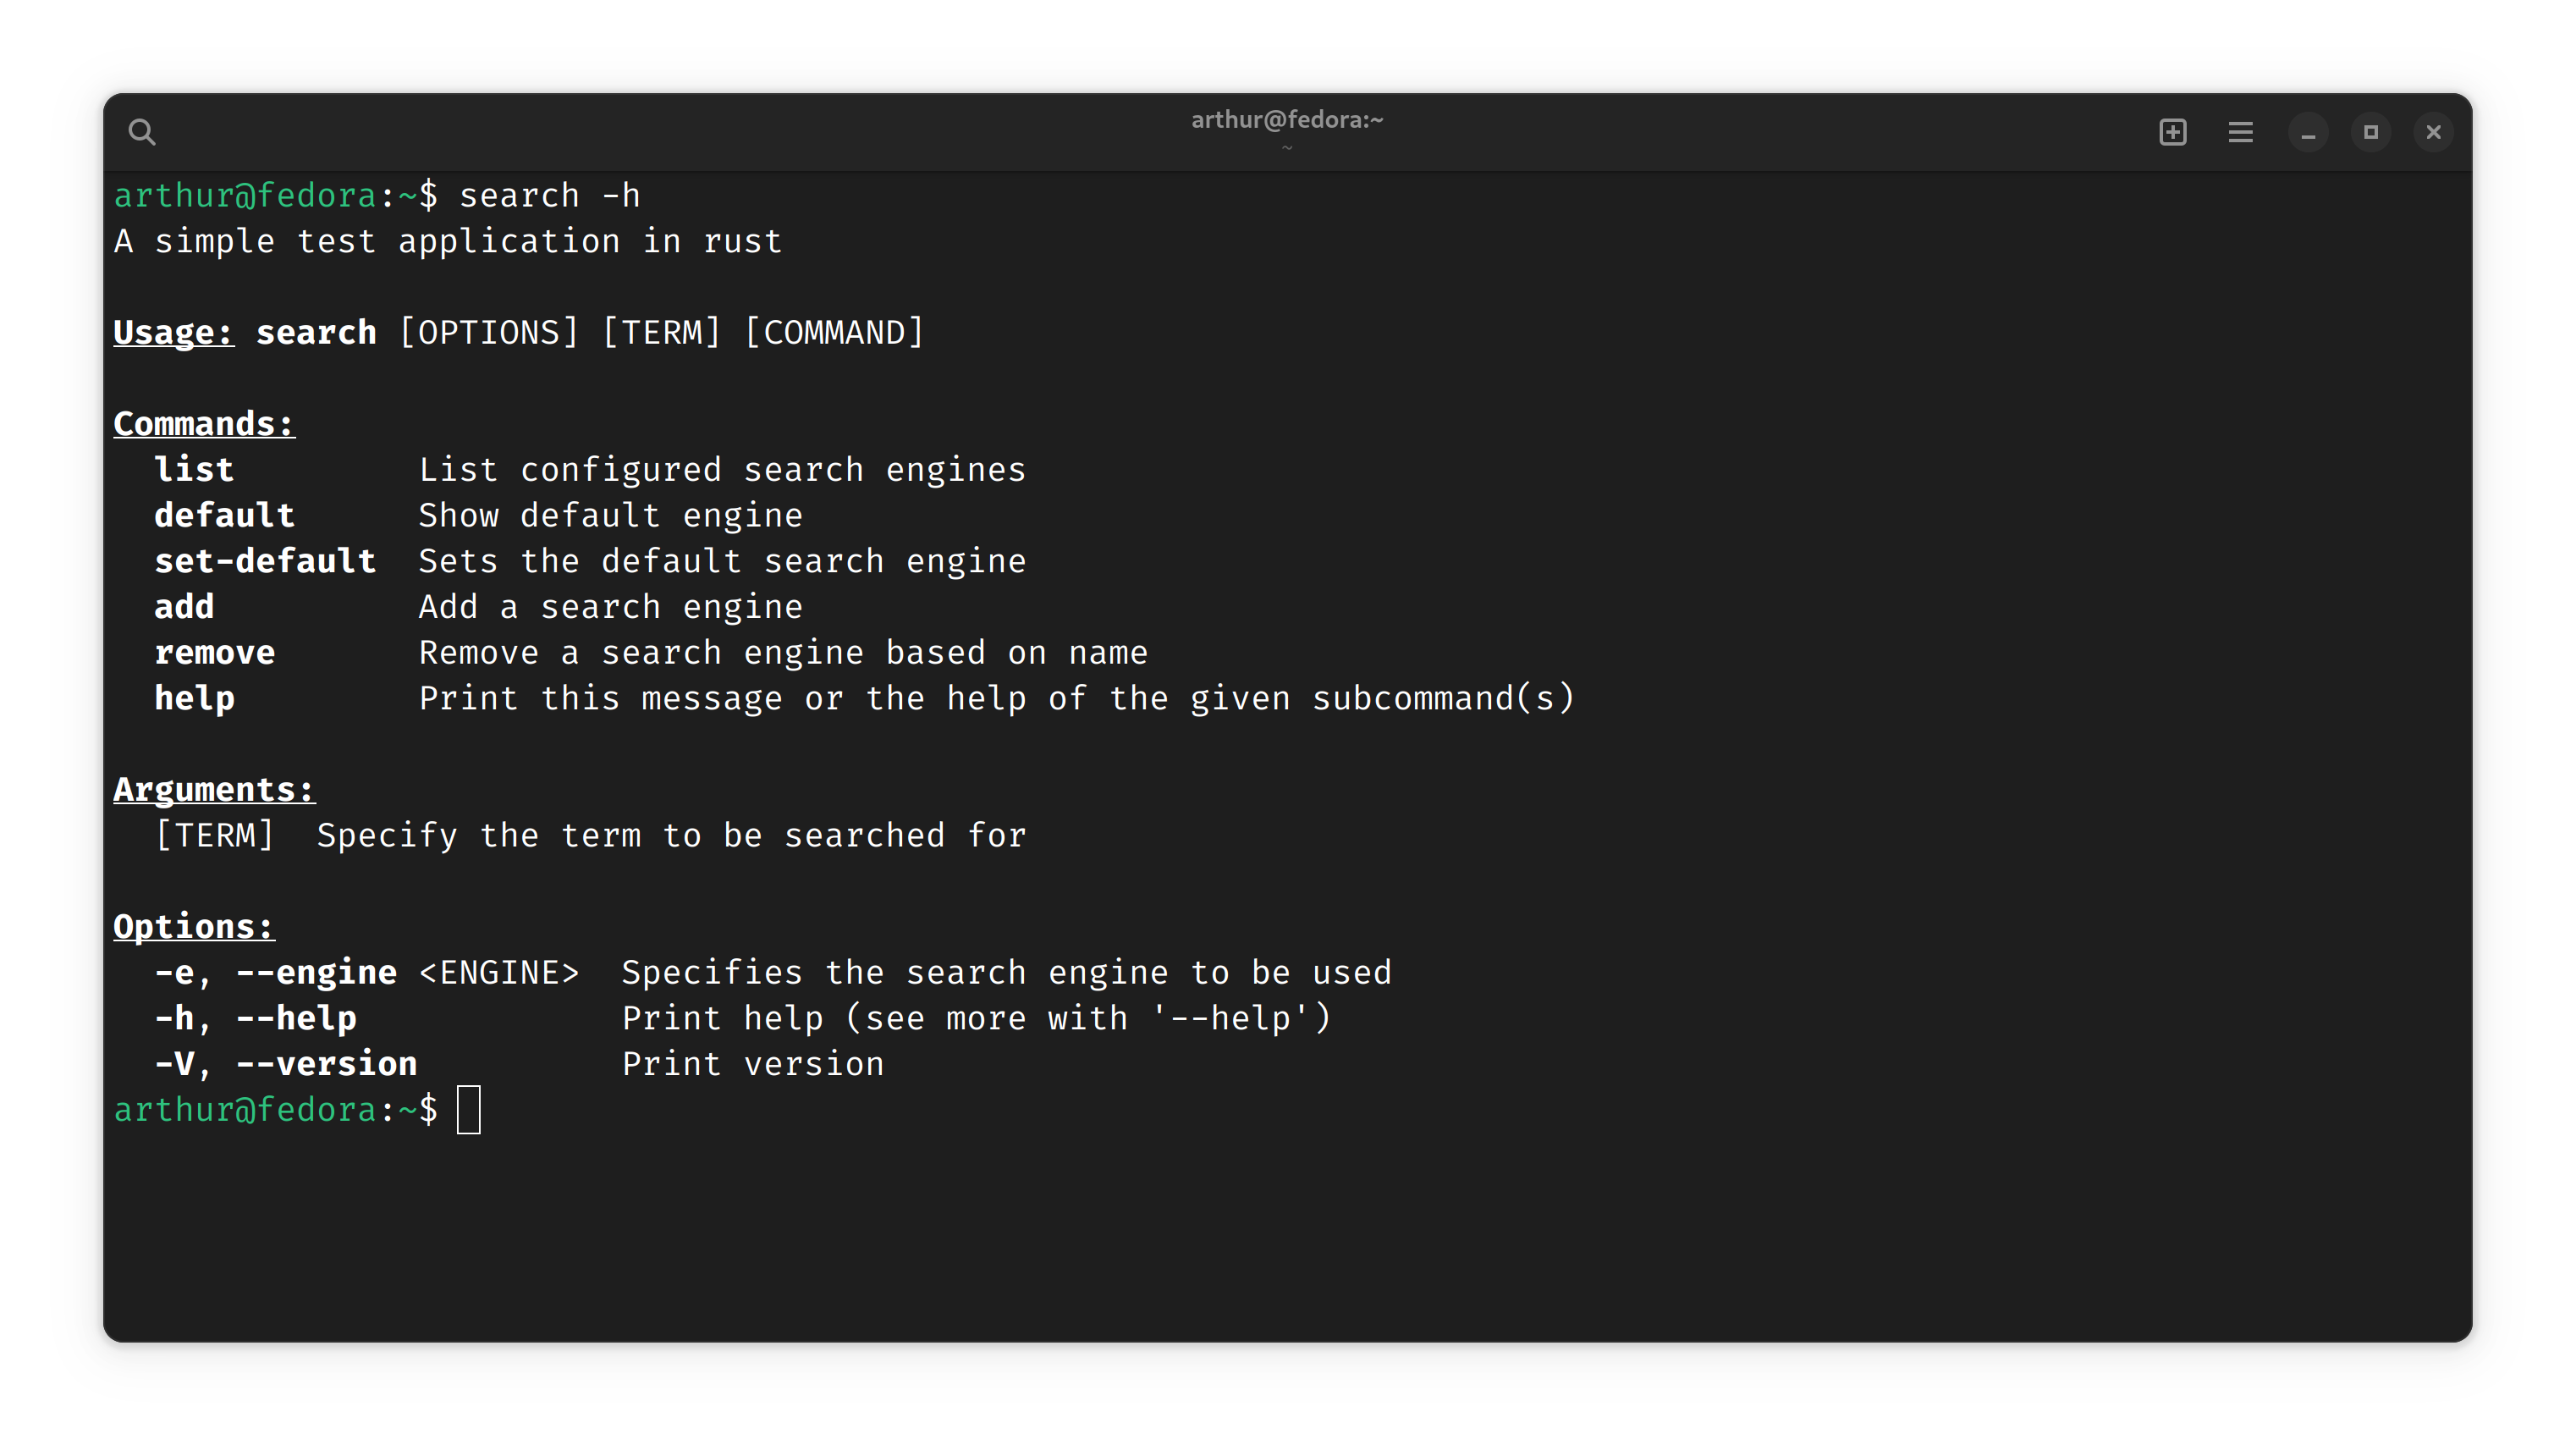 arthur@fedora:~
~
arthur@fedora:~$ search -h
A simple test application in rust

Usage: search [OPTIONS] [TERM] [COMMAND]

Commands:
  list         List configured search engines
  default      Show default engine
  set-default  Sets the default search engine
  add          Add a search engine
  remove       Remove a search engine based on name
  help         Print this message or the help of the given subcommand(s)

Arguments:
  [TERM]  Specify the term to be searched for

Options:
  -e, --engine <ENGINE>  Specifies the search engine to be used
  -h, --help             Print help (see more with '--help')
  -V, --version          Print version
arthur@fedora:~$